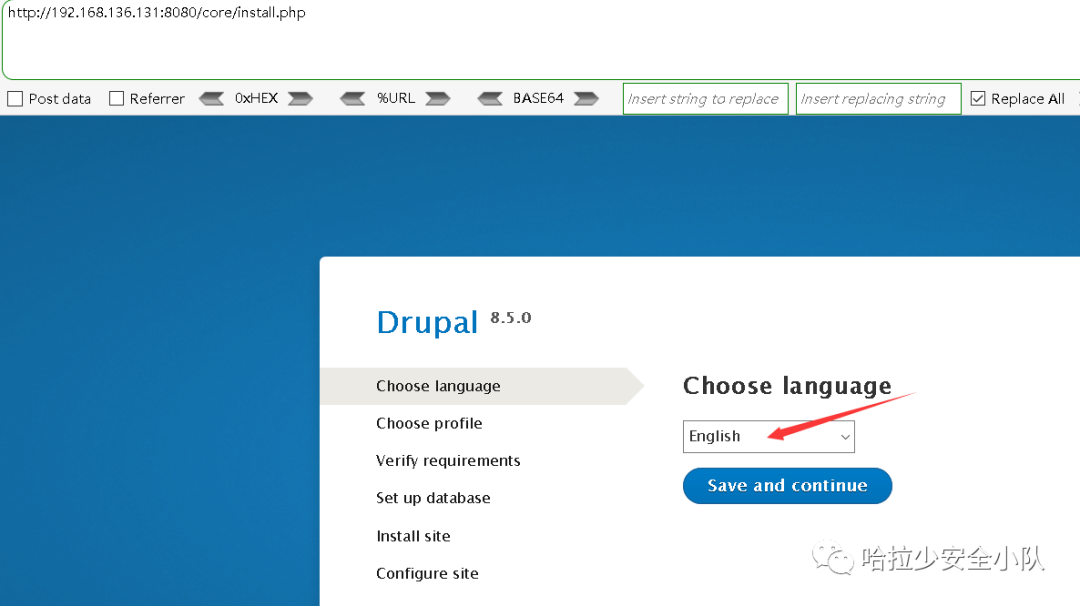 http://192.168.136.131:8080/core/install.php
Post data Referrer 0xHEX %URL BASE64 Insert string to replace Insert replacing string Replace All
Drupal 8.5.0
Choose language
Choose profile
Verify requirements
Set up database
Install site
Configure site
Choose language
English
Save and continue
哈拉少安全小队